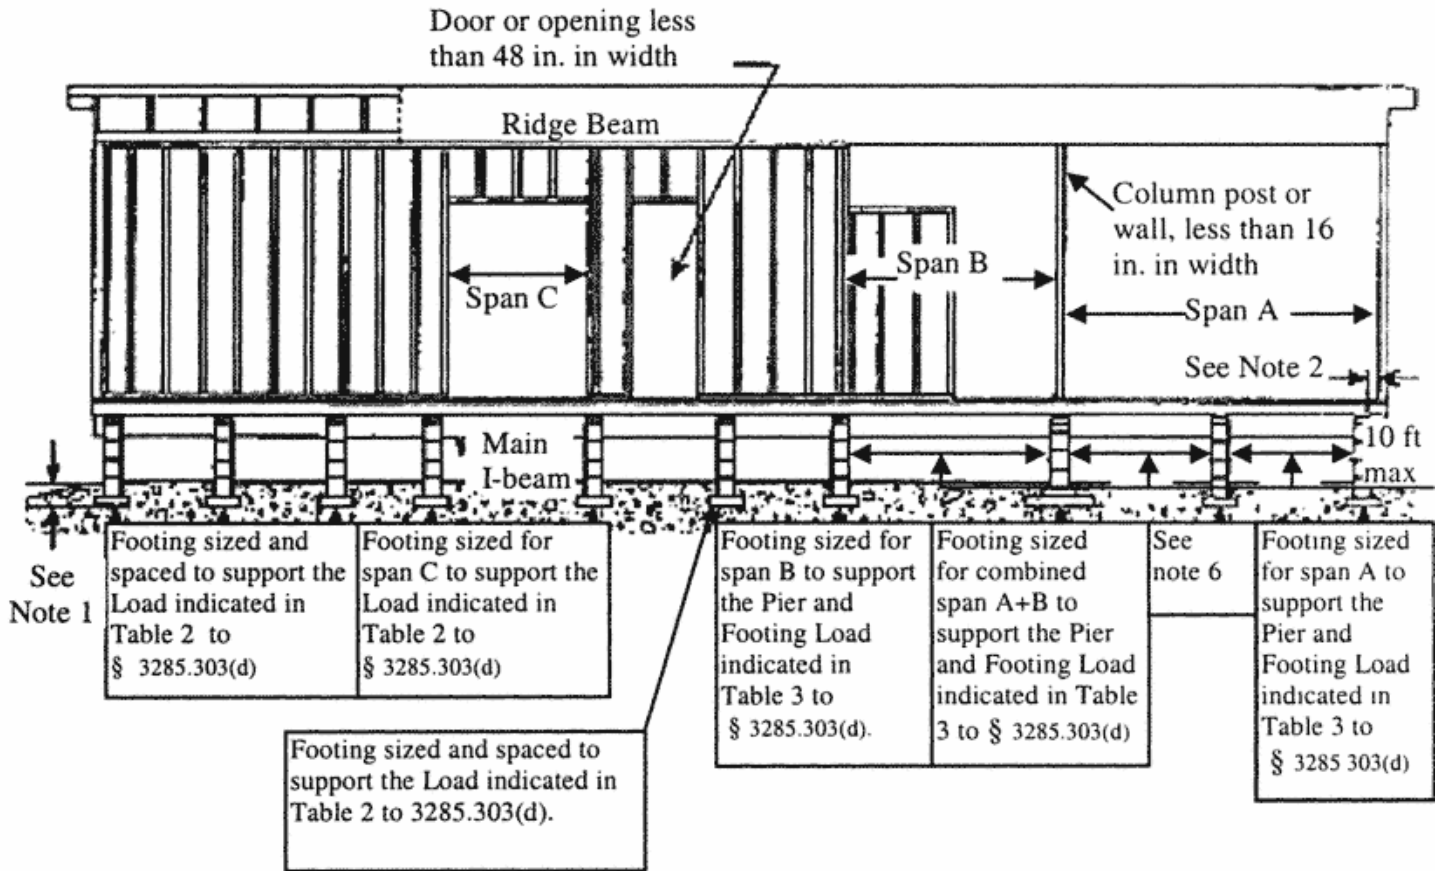 Door or opening less
than 48 in. in width
Ridge Beam
Column post or
wall, less than 16
in. in width
Span B
Span C
Span A
See Note 2
Main
I-beam
10 ft
max
See
Note 1
Footing sized and
spaced to support the
Load indicated in
Table 2 to
§ 3285.303(d)
Footing sized for
span C to support the
Load indicated in
Table 2 to
§ 3285.303(d)
Footing sized and spaced to
support the Load indicated in
Table 2 to 3285.303(d).
Footing sized for
span B to support
the Pier and
Footing Load
indicated in
Table 3 to
§ 3285.303(d).
Footing sized
for combined
span A+B to
support the Pier
and Footing Load
indicated in Table
3 to § 3285.303(d)
See
note 6
Footing sized
for span A to
support the
Pier and
Footing Load
indicated in
Table 3 to
§ 3285 303(d)